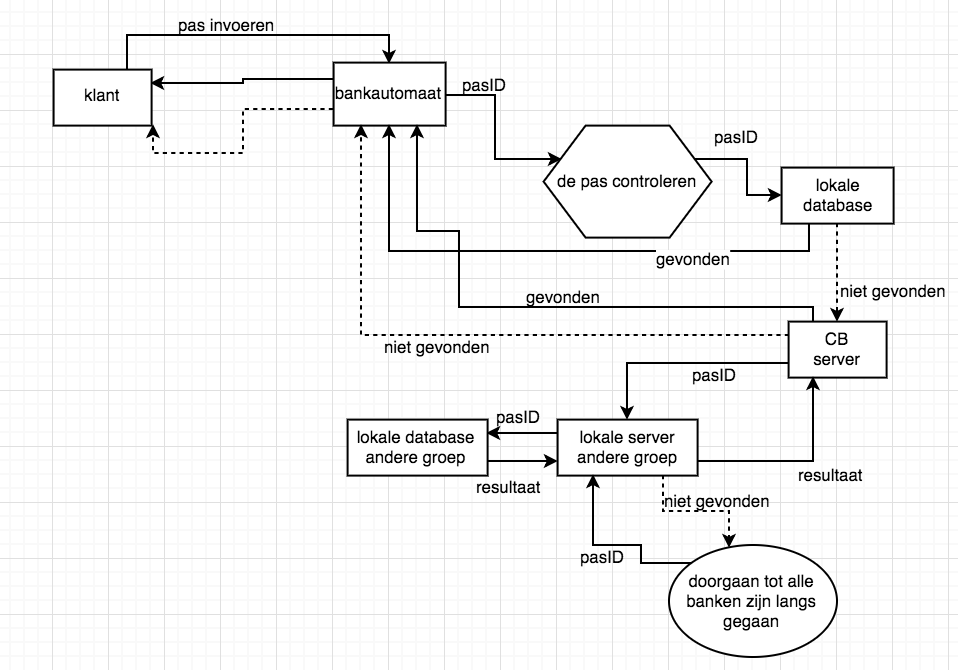 pas invoeren
klant
bankautomaat
pasID
de pas controleren
pasID
lokale
database
gevonden
niet gevonden
gevonden
CB
server
niet gevonden
pasID
lokale database
andere groep
pasID
resultaat
lokale server
andere groep
resultaat
niet gevonden
pasID
doorgaan tot alle
banken zijn langs
gegaan